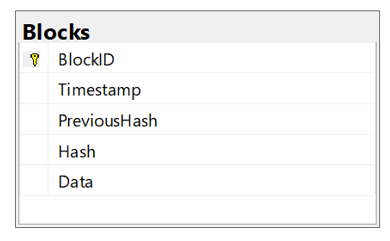 Blocks
BlockID
Timestamp
PreviousHash
Hash
Data